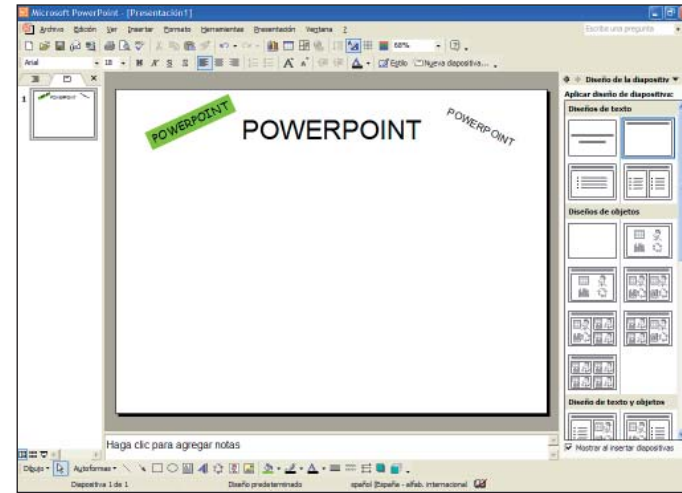 Microsoft PowerPoint - [Presentación1]
Archivo Edición Ver Insertar Formato Herramientas Presentación Ventana ?
Escriba una pregunta
68%
Arial 18 N K S S Estilo Nueva diapositiva...
Diseño de la diapositiv
Aplicar diseño de diapositiva:
Diseños de texto
1
POWERPOINT
POWERPOINT
POWERPOINT
Diseños de objetos
Diseños de texto y objetos
Haga clic para agregar notas
Mostrar al insertar diapositivas
Dibujo Autoformas
Diapositiva 1 de 1 Diseño predeterminado español (España - alfab. internacional